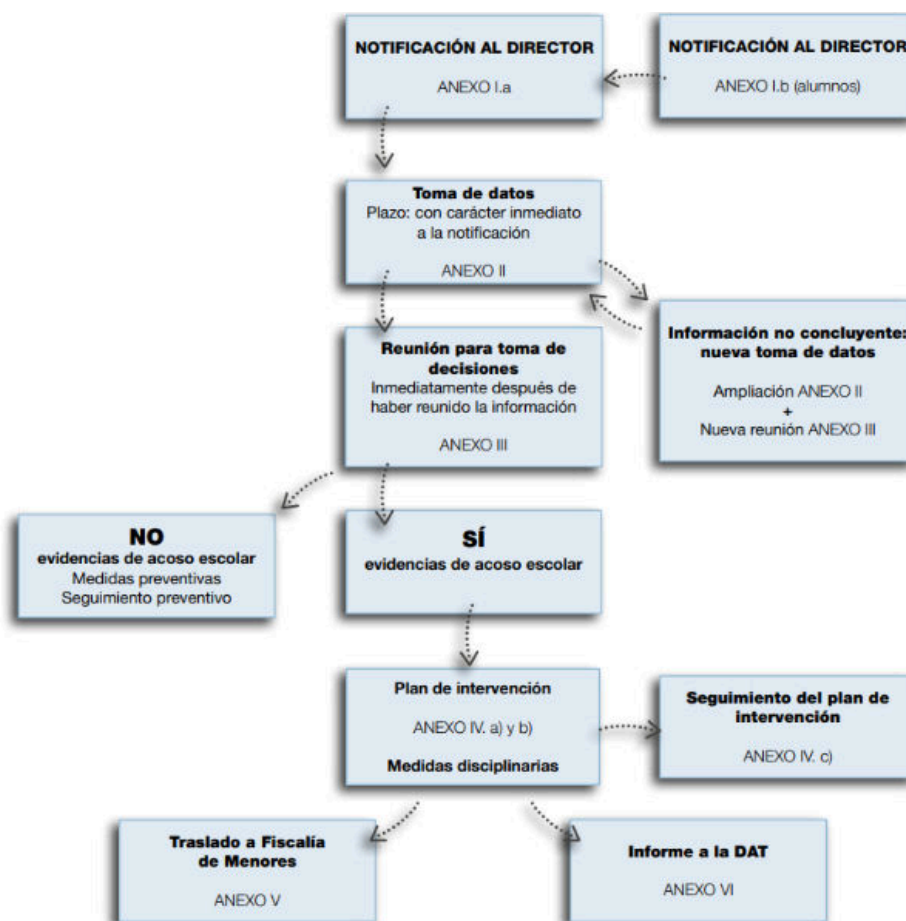 NOTIFICACIÓN AL DIRECTOR
ANEXO I.a
NOTIFICACIÓN AL DIRECTOR
ANEXO I.b (alumnos)
Toma de datos
Plazo: con carácter inmediato
a la notificación
ANEXO II
Información no concluyente:
nueva toma de datos
Ampliación ANEXO II
+
Nueva reunión ANEXO III
Reunión para toma de
decisiones
Inmediatamente después de
haber reunido la información
ANEXO III
NO
evidencias de acoso escolar
Medidas preventivas
Seguimiento preventivo
SÍ
evidencias de acoso escolar
Plan de intervención
ANEXO IV. a) y b)
Medidas disciplinarias
Seguimiento del plan de
intervención
ANEXO IV. c)
Traslado a Fiscalía
de Menores
ANEXO V
Informe a la DAT
ANEXO VI